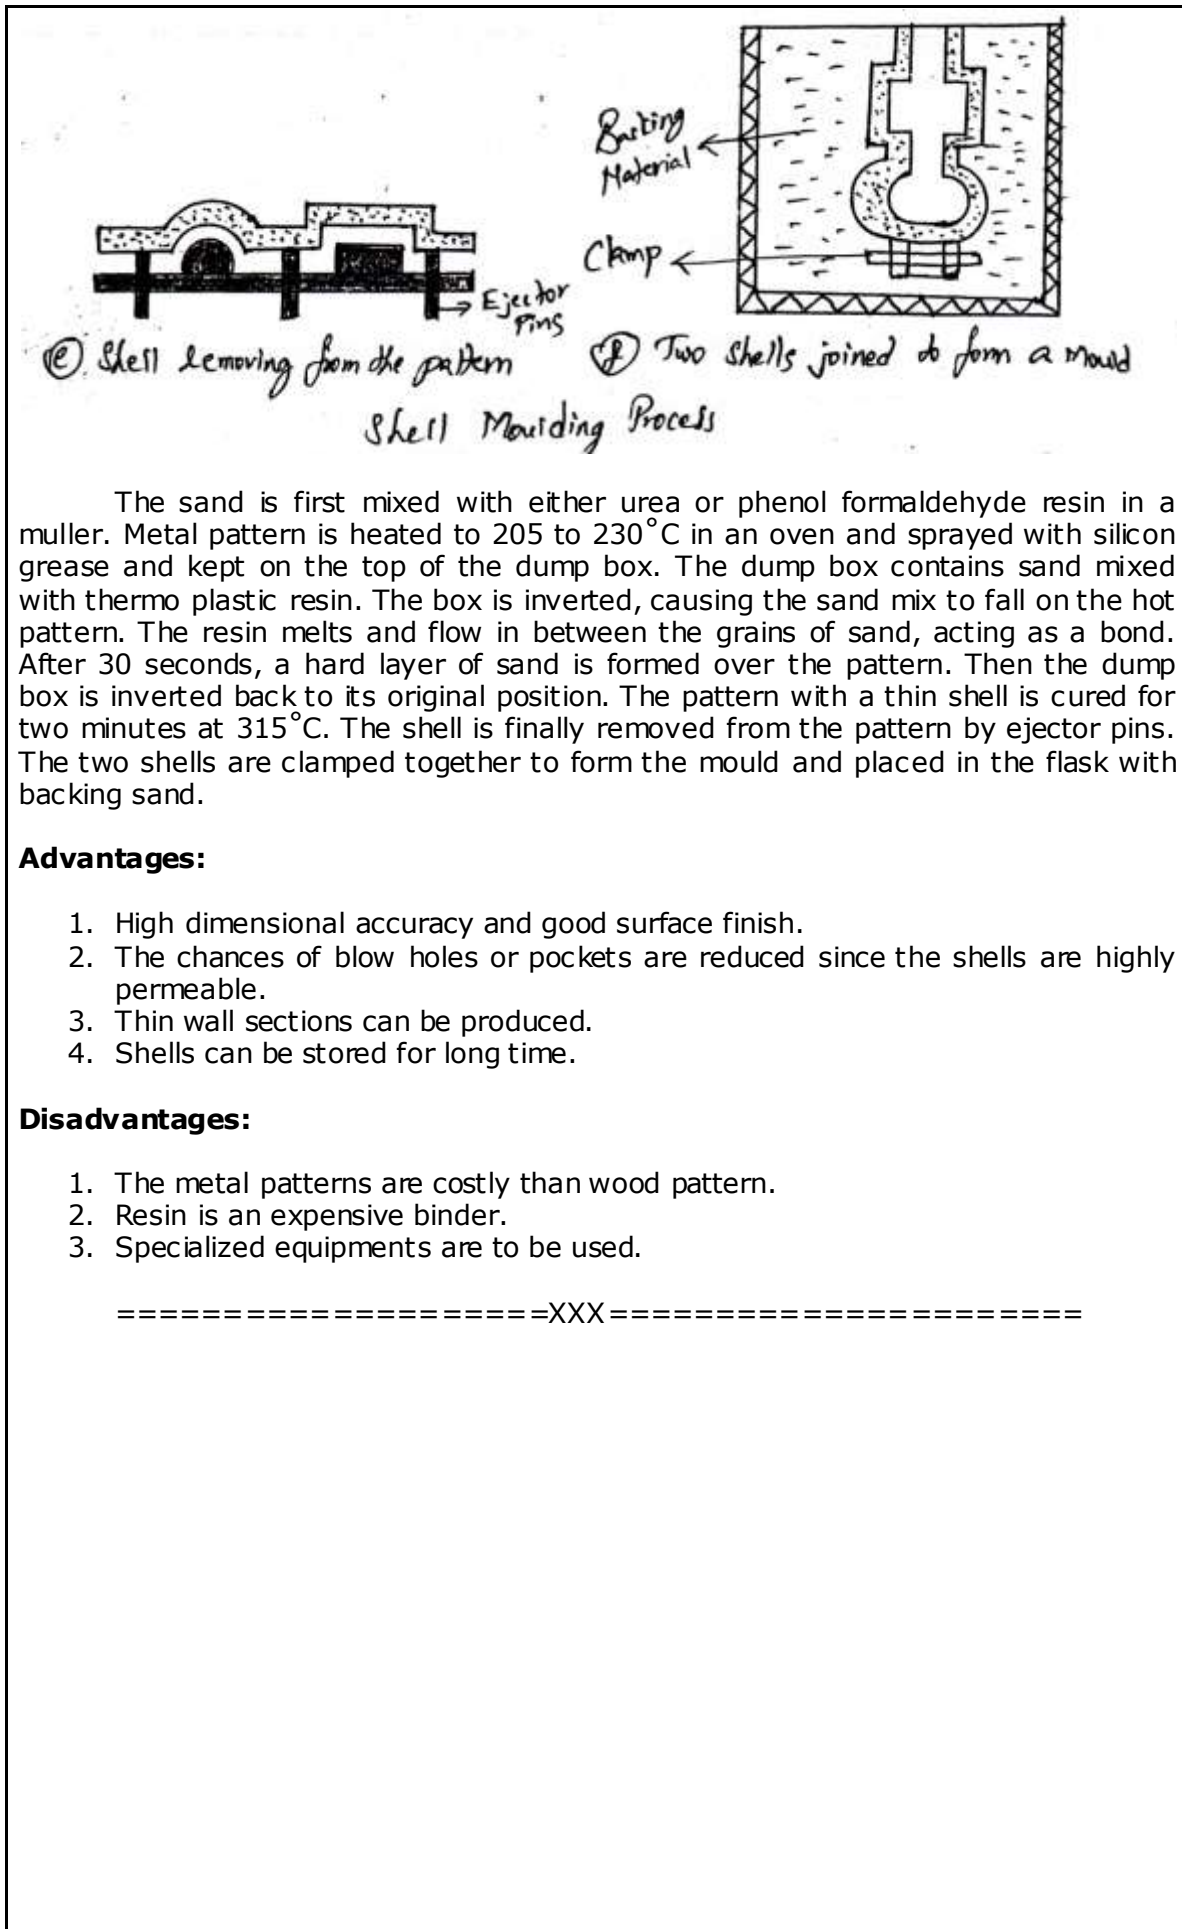 Backing
Material
Clamp
Ejector
Pins
(e) Shell removing from the pattern
(f) Two Shells joined to form a mould
Shell Moulding Process
The sand is first mixed with either urea or phenol formaldehyde resin in a
muller. Metal pattern is heated to 205 to 230°C in an oven and sprayed with silicon
grease and kept on the top of the dump box. The dump box contains sand mixed
with thermo plastic resin. The box is inverted, causing the sand mix to fall on the hot
pattern. The resin melts and flow in between the grains of sand, acting as a bond.
After 30 seconds, a hard layer of sand is formed over the pattern. Then the dump
box is inverted back to its original position. The pattern with a thin shell is cured for
two minutes at 315°C. The shell is finally removed from the pattern by ejector pins.
The two shells are clamped together to form the mould and placed in the flask with
backing sand.
Advantages:
1. High dimensional accuracy and good surface finish.
2. The chances of blow holes or pockets are reduced since the shells are highly
permeable.
3. Thin wall sections can be produced.
4. Shells can be stored for long time.
Disadvantages:
1. The metal patterns are costly than wood pattern.
2. Resin is an expensive binder.
3. Specialized equipments are to be used.
====================XXX======================